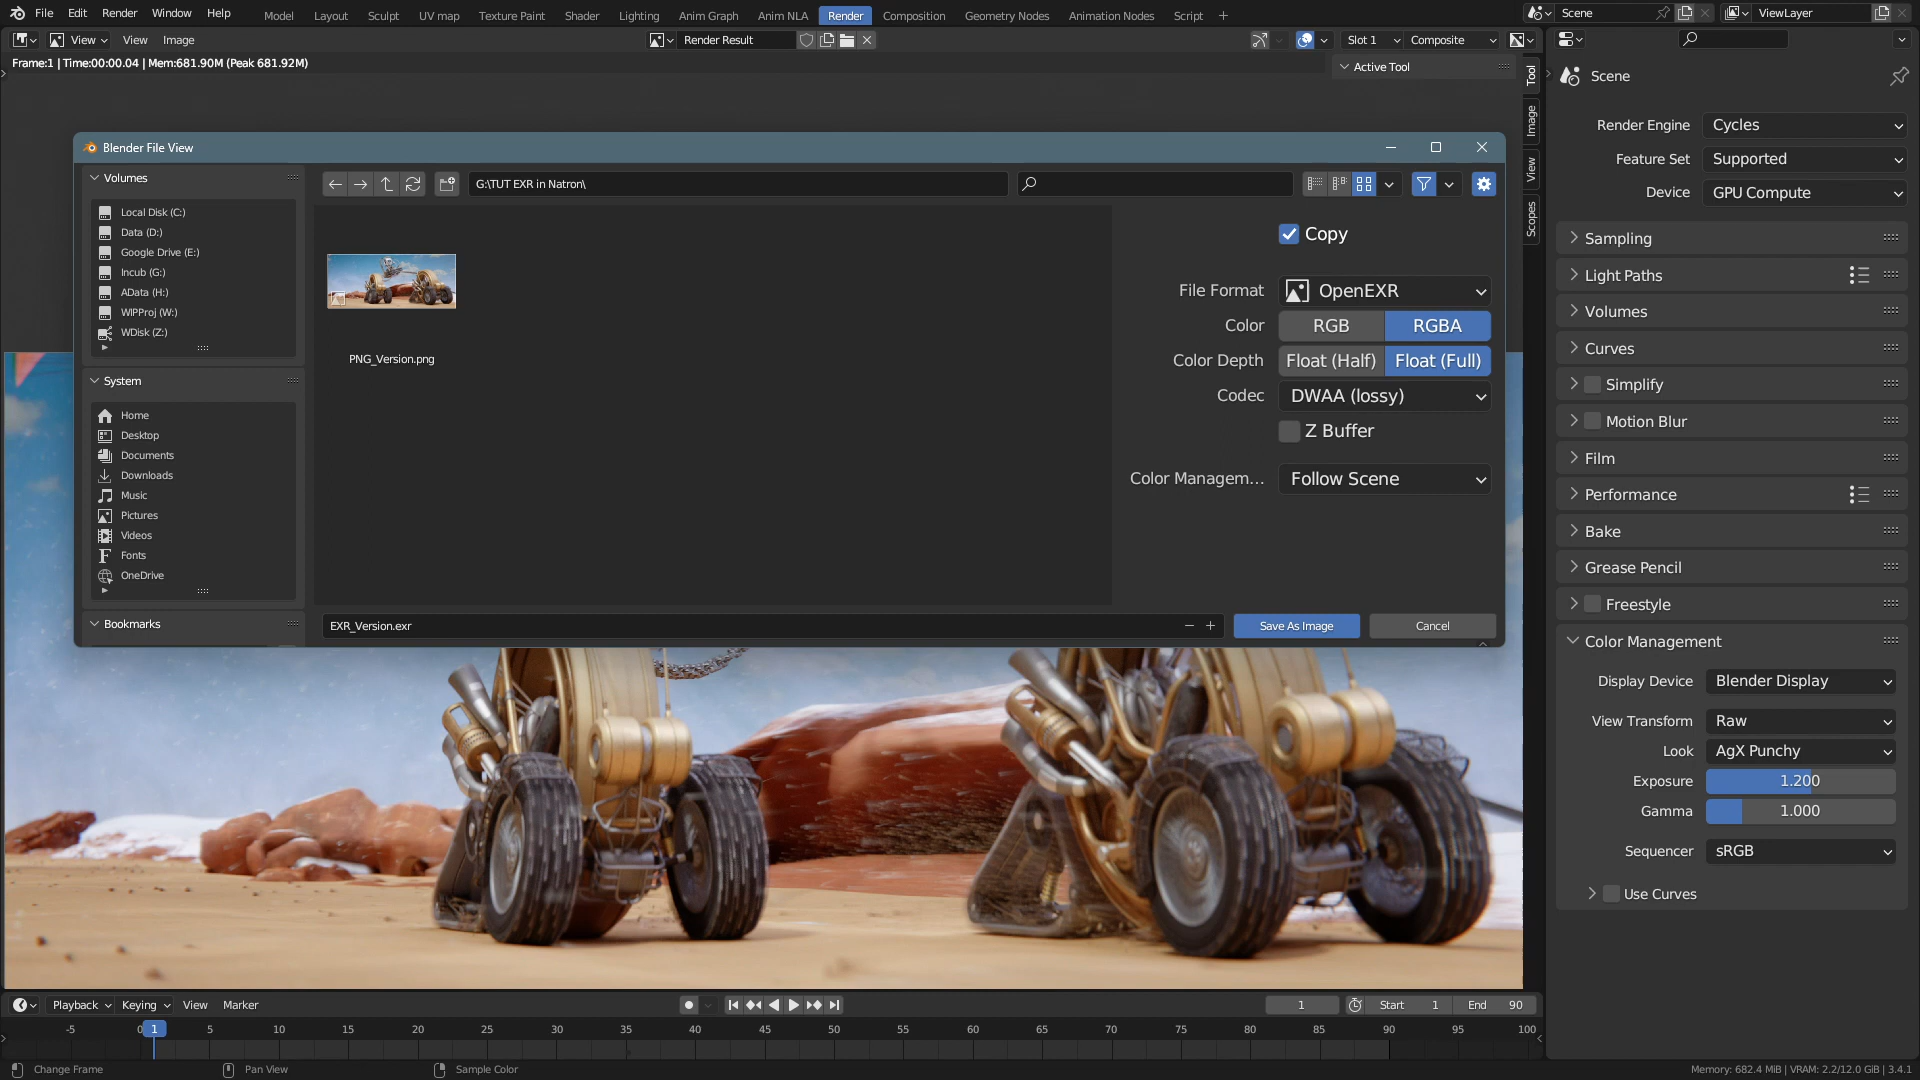 File Edit Render Window Help Model Layout Sculpt UV map Texture Paint Shader Lighting Anim Graph Anim NLA Render Composition Geometry Nodes Animation Nodes Script Scene ViewLayer
View View Image Render Result Slot 1 Composite
Frame:1 | Time:00:00.04 | Mem:681.90M (Peak 681.92M)
Active Tool
Tool
Image
View
Scopes
Blender File View
Volumes
Local Disk (C:)
Data (D:)
Google Drive (E:)
Incub (G:)
AData (H:)
WIPProj (W:)
WDisk (Z:)
System
Home
Desktop
Documents
Downloads
Music
Pictures
Videos
Fonts
OneDrive
Bookmarks
G:\TUT EXR in Natron\
PNG_Version.png
Copy
File Format OpenEXR
Color RGB RGBA
Color Depth Float (Half) Float (Full)
Codec DWAA (lossy)
Z Buffer
Color Managem... Follow Scene
EXR_Version.exr Save As Image Cancel
Scene
Render Engine Cycles
Feature Set Supported
Device GPU Compute
Sampling
Light Paths
Volumes
Curves
Simplify
Motion Blur
Film
Performance
Bake
Grease Pencil
Freestyle
Color Management
Display Device Blender Display
View Transform Raw
Look AgX Punchy
Exposure 1.200
Gamma 1.000
Sequencer sRGB
Use Curves
Playback Keying View Marker 1 Start 1 End 90
-5 0 1 5 10 15 20 25 30 35 40 45 50 55 60 65 70 75 80 85 90 95 100
Change Frame Pan View Sample Color Memory: 682.4 MiB | VRAM: 2.2/12.0 GiB | 3.4.1